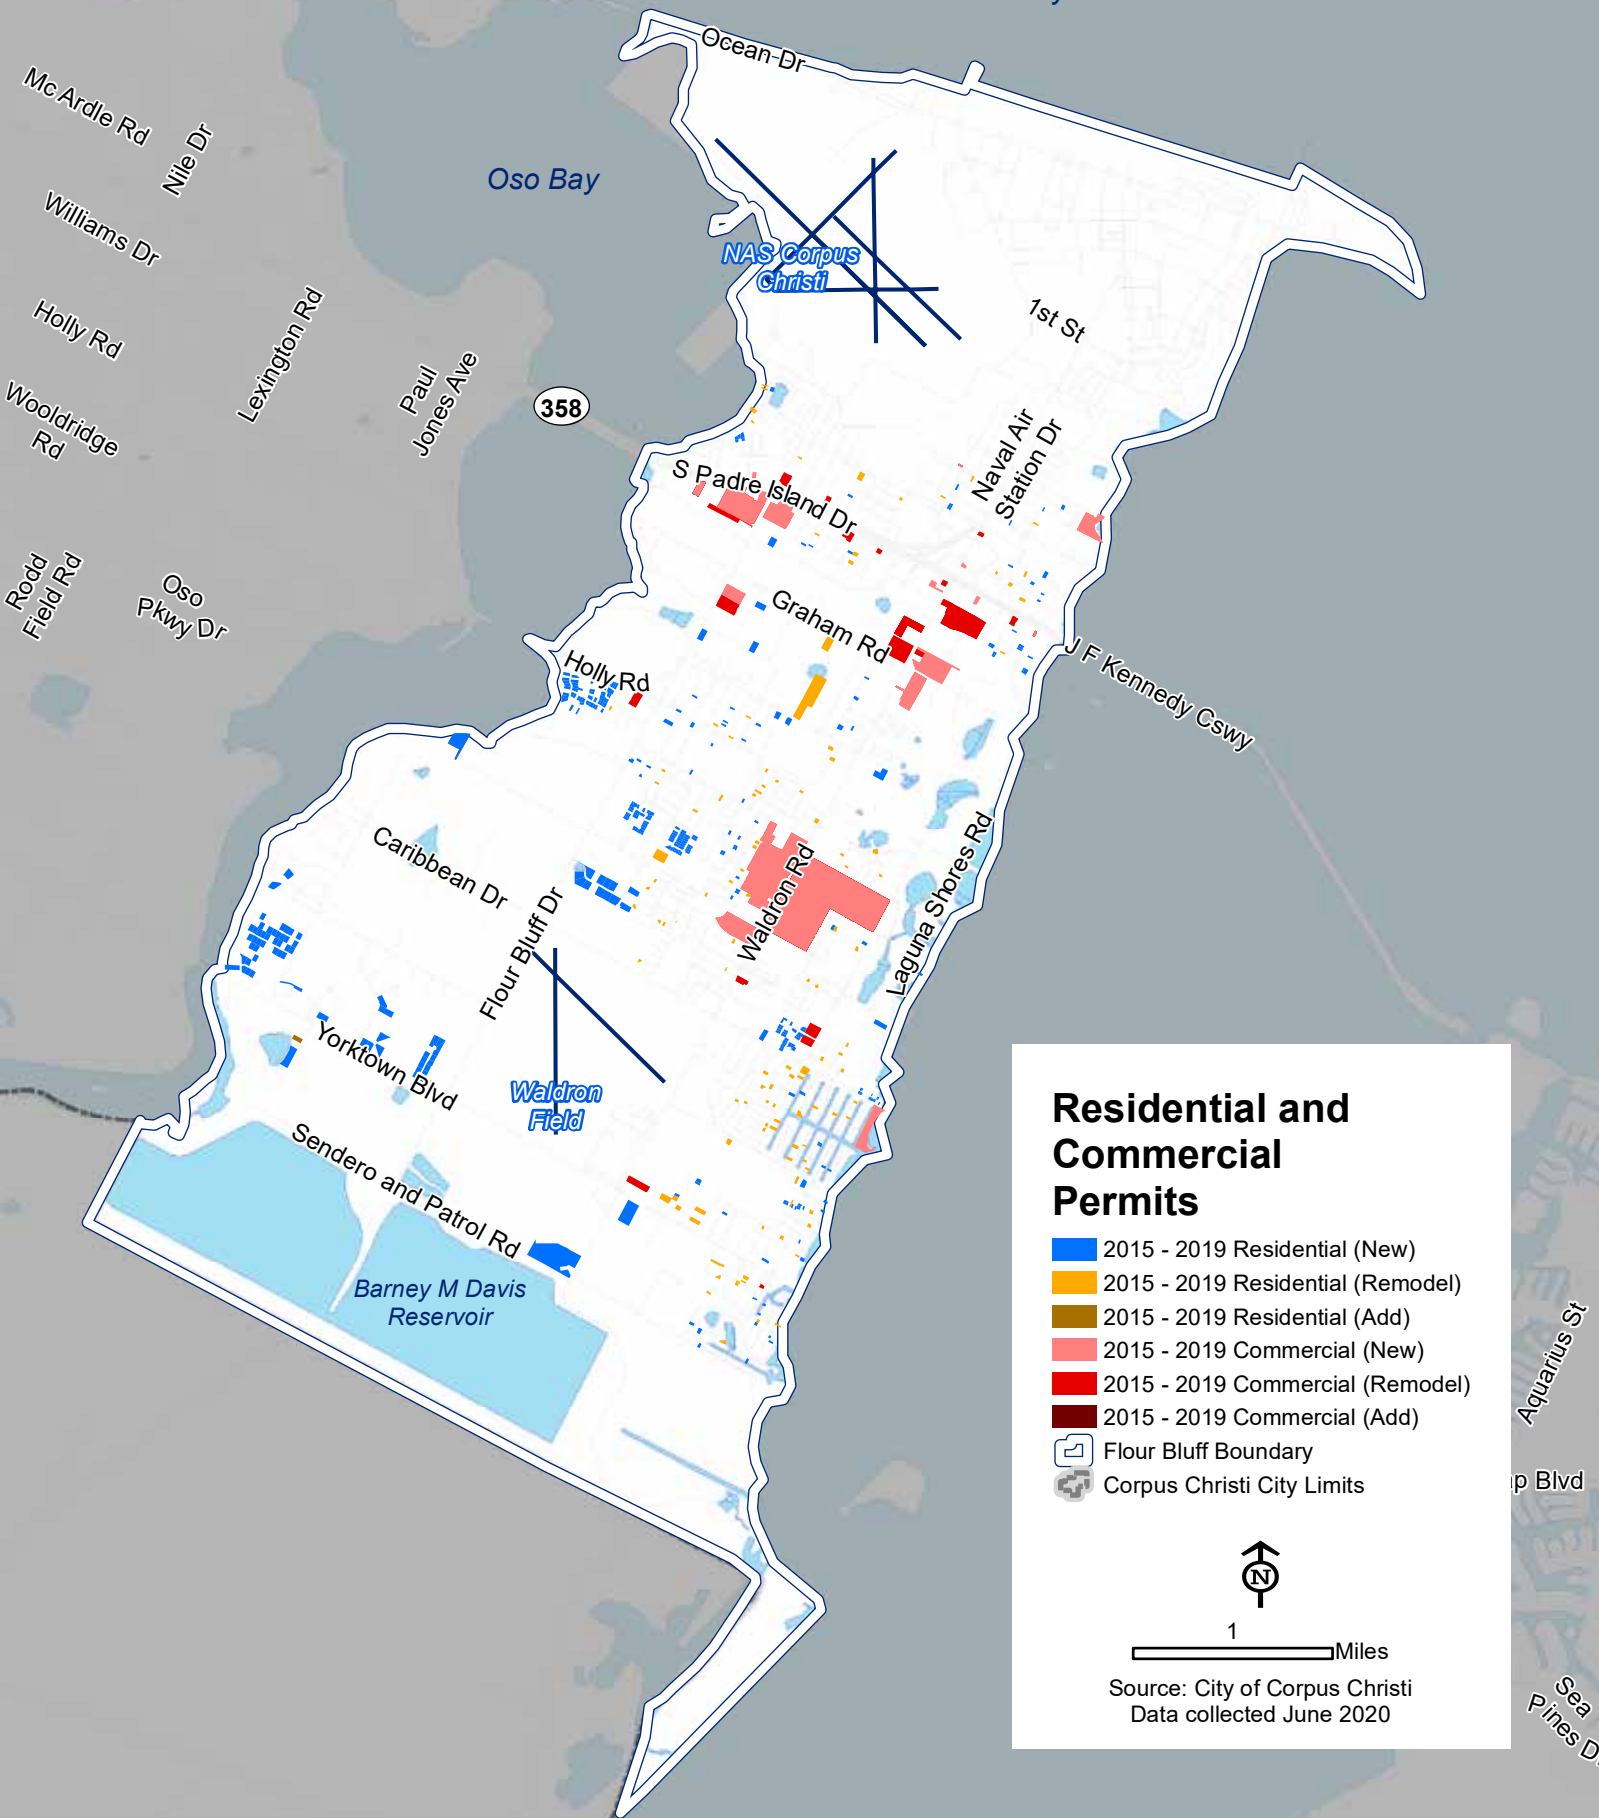 Ocean Dr
Mc Ardle Rd
Nile Dr
Oso Bay
Williams Dr
NAS Corpus
Christi
1st St
Holly Rd
Lexington Rd
Paul
Jones Ave
358
Wooldridge
Rd
Naval Air
Station Dr
S Padre Island Dr
Rodd
Field Rd
Oso
Pkwy Dr
Graham Rd
Holly Rd
J F Kennedy Cswy
Caribbean Dr
Flour Bluff Dr
Waldron Rd
Laguna Shores Rd
Yorktown Blvd
Waldron
Field
Sendero and Patrol Rd
Barney M Davis
Reservoir
Residential and
Commercial
Permits
2015 - 2019 Residential (New)
2015 - 2019 Residential (Remodel)
2015 - 2019 Residential (Add)
2015 - 2019 Commercial (New)
2015 - 2019 Commercial (Remodel)
2015 - 2019 Commercial (Add)
Flour Bluff Boundary
Corpus Christi City Limits
N
1
Miles
Source: City of Corpus Christi
Data collected June 2020
Aquarius St
Blvd
Sea
Pines